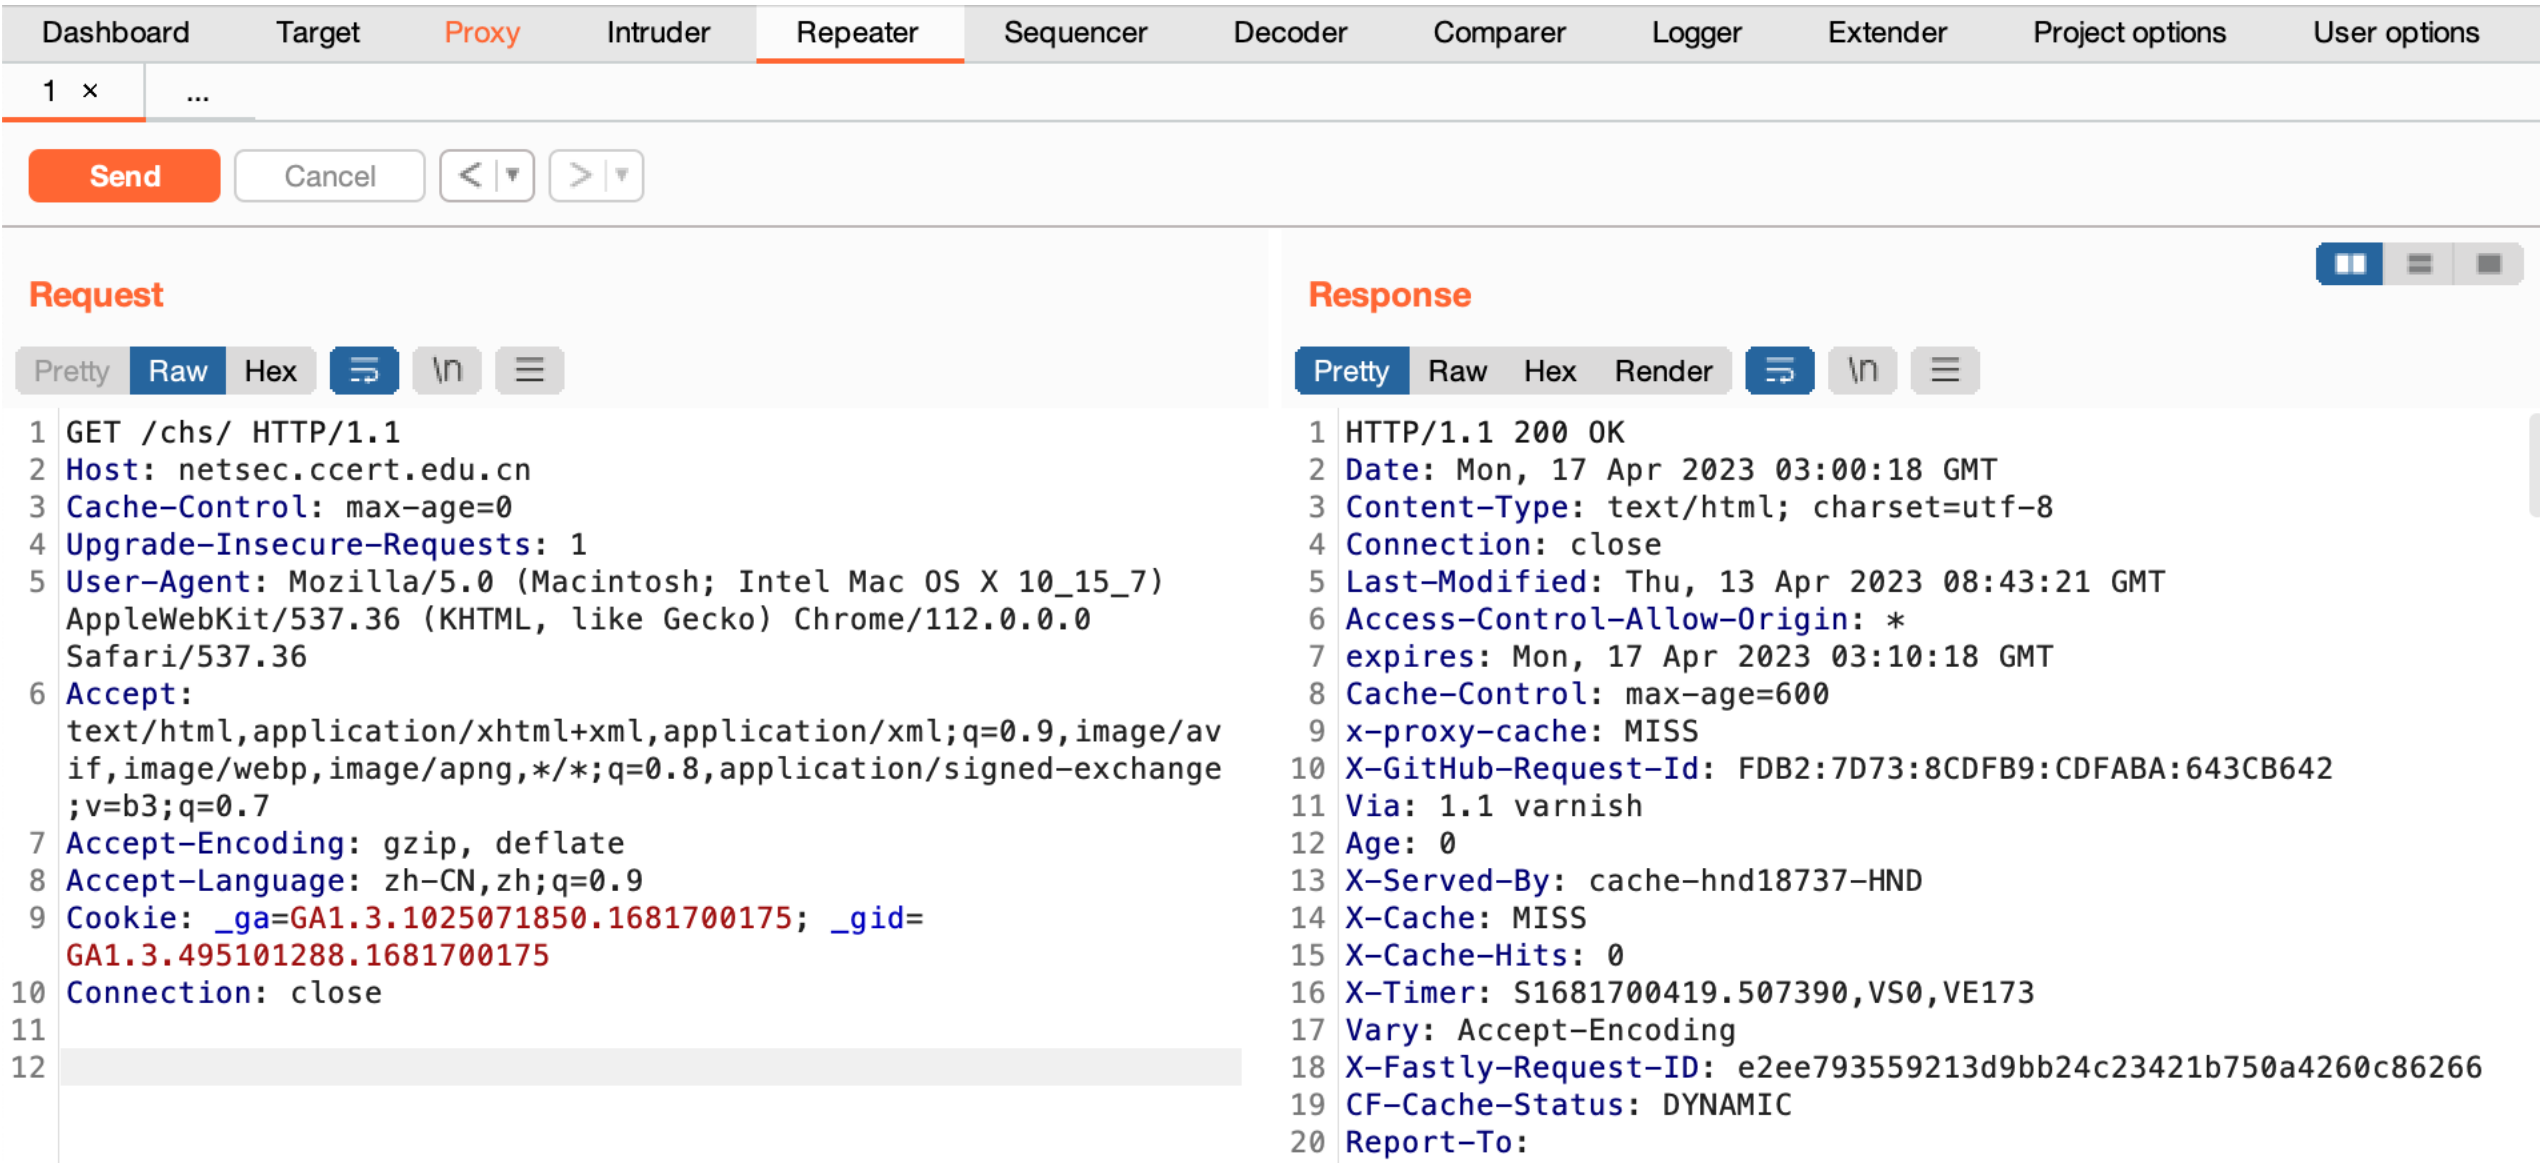 Dashboard Target Proxy Intruder Repeater Sequencer Decoder Comparer Logger Extender Project options User options
1 × ...
Send Cancel < ▼ > ▼
Request
Pretty Raw Hex \n
1 GET /chs/ HTTP/1.1
2 Host: netsec.ccert.edu.cn
3 Cache-Control: max-age=0
4 Upgrade-Insecure-Requests: 1
5 User-Agent: Mozilla/5.0 (Macintosh; Intel Mac OS X 10_15_7)
AppleWebKit/537.36 (KHTML, like Gecko) Chrome/112.0.0.0
Safari/537.36
6 Accept:
text/html,application/xhtml+xml,application/xml;q=0.9,image/av
if,image/webp,image/apng,*/*;q=0.8,application/signed-exchange
;v=b3;q=0.7
7 Accept-Encoding: gzip, deflate
8 Accept-Language: zh-CN,zh;q=0.9
9 Cookie: _ga=GA1.3.1025071850.1681700175; _gid=
GA1.3.495101288.1681700175
10 Connection: close
11
12
Response
Pretty Raw Hex Render \n
1 HTTP/1.1 200 OK
2 Date: Mon, 17 Apr 2023 03:00:18 GMT
3 Content-Type: text/html; charset=utf-8
4 Connection: close
5 Last-Modified: Thu, 13 Apr 2023 08:43:21 GMT
6 Access-Control-Allow-Origin: *
7 expires: Mon, 17 Apr 2023 03:10:18 GMT
8 Cache-Control: max-age=600
9 x-proxy-cache: MISS
10 X-GitHub-Request-Id: FDB2:7D73:8CDFB9:CDFABA:643CB642
11 Via: 1.1 varnish
12 Age: 0
13 X-Served-By: cache-hnd18737-HND
14 X-Cache: MISS
15 X-Cache-Hits: 0
16 X-Timer: S1681700419.507390,VS0,VE173
17 Vary: Accept-Encoding
18 X-Fastly-Request-ID: e2ee793559213d9bb24c23421b750a4260c86266
19 CF-Cache-Status: DYNAMIC
20 Report-To: